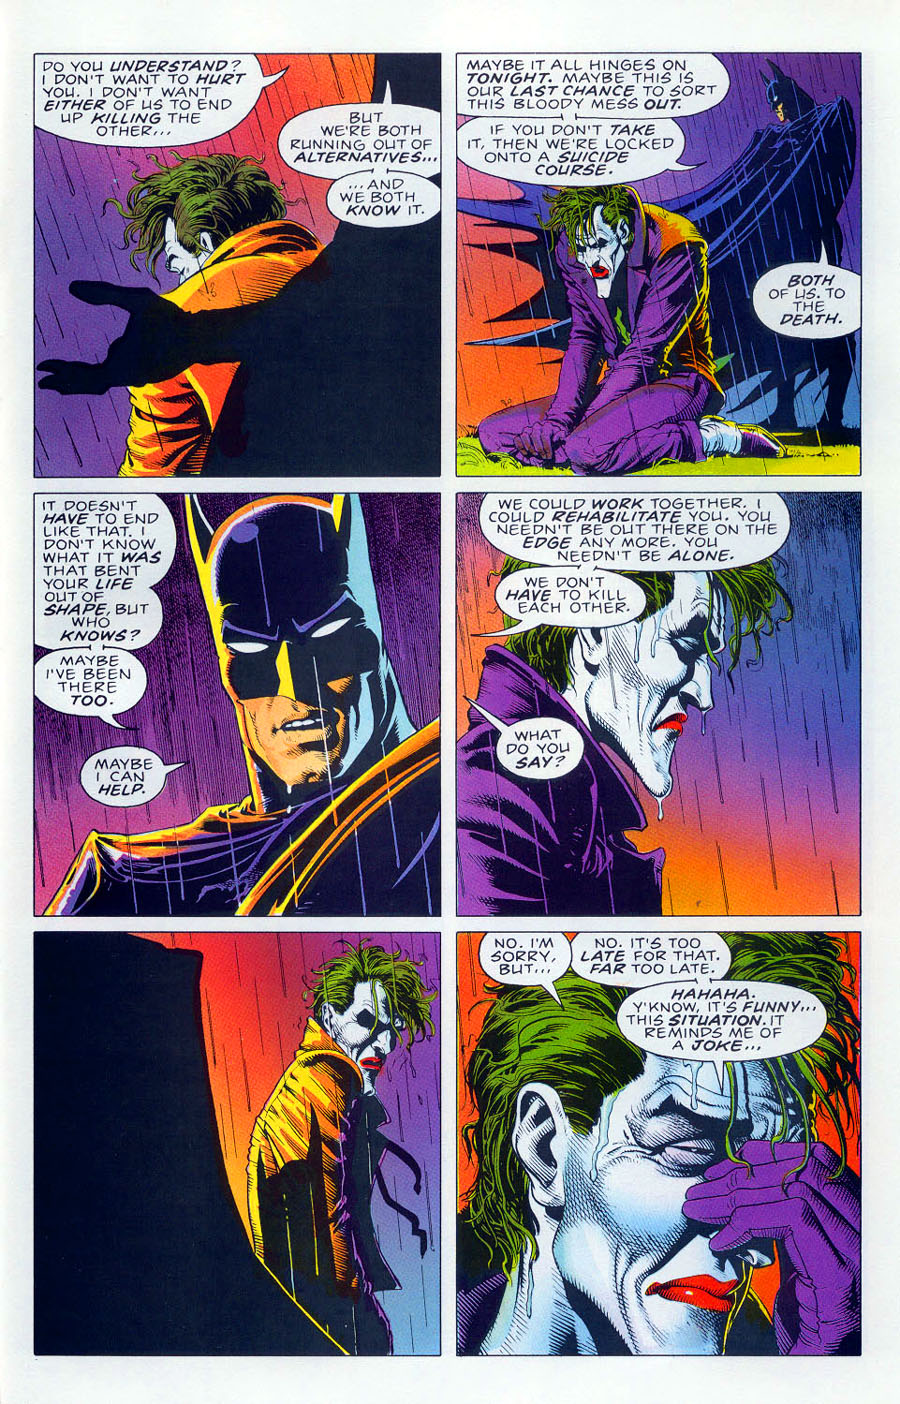 DO YOU UNDERSTAND?
I DON'T WANT TO HURT
YOU. I DON'T WANT
EITHER OF US TO END
UP KILLING THE
OTHER...
BUT
WE'RE BOTH
RUNNING OUT OF
ALTERNATIVES...
...AND
WE BOTH
KNOW IT.
MAYBE IT ALL HINGES ON
TONIGHT. MAYBE THIS IS
OUR LAST CHANCE TO SORT
THIS BLOODY MESS OUT.
IF YOU DON'T TAKE
IT, THEN WE'RE LOCKED
ONTO A SUICIDE
COURSE.
BOTH
OF US. TO
THE
DEATH.
IT DOESN'T
HAVE TO END
LIKE THAT. I
DON'T KNOW
WHAT IT WAS
THAT BENT
YOUR LIFE
OUT OF
SHAPE, BUT
WHO
KNOWS?
MAYBE
I'VE BEEN
THERE
TOO.
MAYBE
I CAN
HELP.
WE COULD WORK TOGETHER. I
COULD REHABILITATE YOU. YOU
NEEDN'T BE OUT THERE ON THE
EDGE ANY MORE. YOU
NEEDN'T BE ALONE.
WE DON'T
HAVE TO KILL
EACH OTHER.
WHAT
DO YOU
SAY?
NO. I'M
SORRY,
BUT...
NO. IT'S TOO
LATE FOR THAT.
FAR TOO LATE.
HAHAHA.
Y'KNOW, IT'S FUNNY...
THIS SITUATION. IT
REMINDS ME OF
A JOKE...